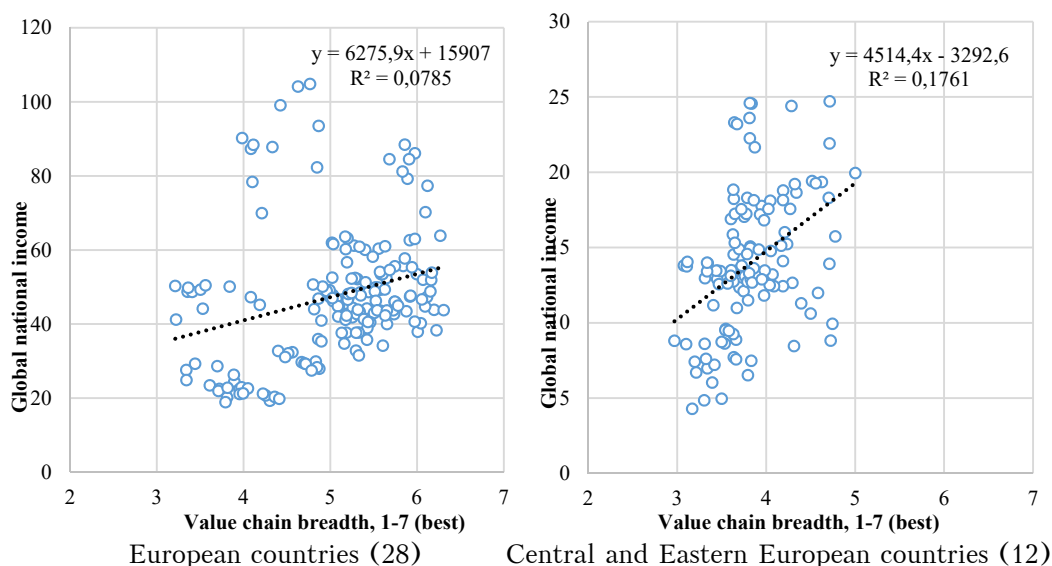 120
100
80
60
40
20
0
2 3 4 5 6 7
Global national income
Value chain breadth, 1-7 (best)
y = 6275,9x + 15907
R² = 0,0785
European countries (28)
30
25
20
15
10
5
0
2 3 4 5 6 7
Global national income
Value chain breadth, 1-7 (best)
y = 4514,4x - 3292,6
R² = 0,1761
Central and Eastern European countries (12)